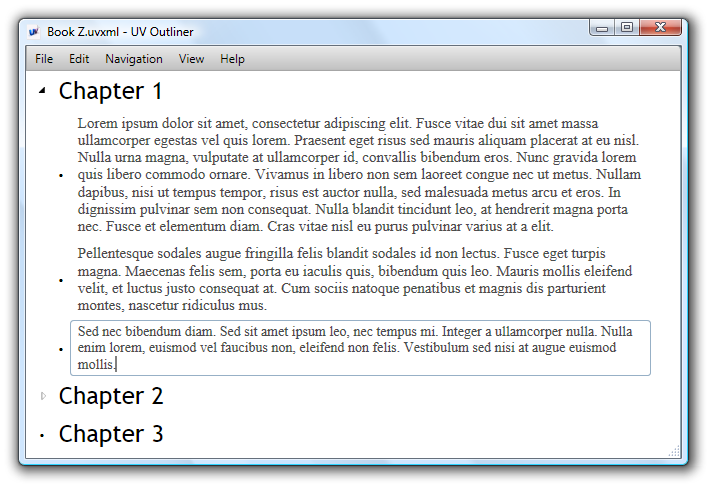 Book Z.uvxml - UV Outliner
File Edit Navigation View Help
Chapter 1
Lorem ipsum dolor sit amet, consectetur adipiscing elit. Fusce vitae dui sit amet massa
ullamcorper egestas vel quis lorem. Praesent eget risus sed mauris aliquam placerat at eu nisl.
Nulla urna magna, vulputate at ullamcorper id, convallis bibendum eros. Nunc gravida lorem
quis libero commodo ornare. Vivamus in libero non sem laoreet congue nec ut metus. Nullam
dapibus, nisi ut tempus tempor, risus est auctor nulla, sed malesuada metus arcu et eros. In
dignissim pulvinar sem non consequat. Nulla blandit tincidunt leo, at hendrerit magna porta
nec. Fusce et elementum diam. Cras vitae nisl eu purus pulvinar varius at a elit.
Pellentesque sodales augue fringilla felis blandit sodales id non lectus. Fusce eget turpis
magna. Maecenas felis sem, porta eu iaculis quis, bibendum quis leo. Mauris mollis eleifend
velit, et luctus justo consequat at. Cum sociis natoque penatibus et magnis dis parturient
montes, nascetur ridiculus mus.
Sed nec bibendum diam. Sed sit amet ipsum leo, nec tempus mi. Integer a ullamcorper nulla. Nulla
enim lorem, euismod vel faucibus non, eleifend non felis. Vestibulum sed nisi at augue euismod
mollis.
Chapter 2
Chapter 3